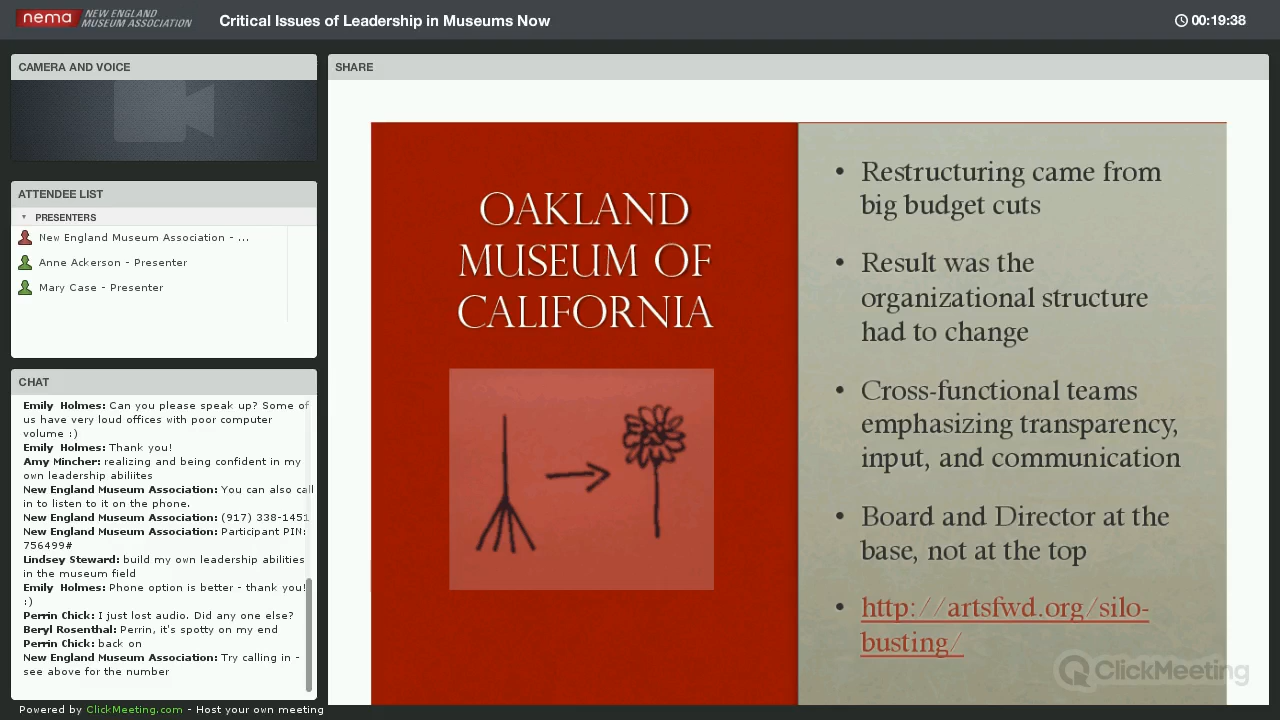 nema NEW ENGLAND
MUSEUM ASSOCIATION
Critical Issues of Leadership in Museums Now
00:19:38
CAMERA AND VOICE
ATTENDEE LIST
PRESENTERS
New England Museum Association - ...
Anne Ackerson - Presenter
Mary Case - Presenter
CHAT
Emily Holmes: Can you please speak up? Some of
us have very loud offices with poor computer
volume :)
Emily Holmes: Thank you!
Amy Mincher: realizing and being confident in my
own leadership abiliites
New England Museum Association: You can also call
in to listen to it on the phone.
New England Museum Association: (917) 338-1451
New England Museum Association: Participant PIN:
756499#
Lindsey Steward: build my own leadership abilities
in the museum field
Emily Holmes: Phone option is better - thank you!
:)
Perrin Chick: I just lost audio. Did any one else?
Beryl Rosenthal: Perrin, it's spotty on my end
Perrin Chick: back on
New England Museum Association: Try calling in -
see above for the number
Powered by ClickMeeting.com - Host your own meeting
SHARE
OAKLAND
MUSEUM OF
CALIFORNIA
• Restructuring came from
big budget cuts
• Result was the
organizational structure
had to change
• Cross-functional teams
emphasizing transparency,
input, and communication
• Board and Director at the
base, not at the top
• http://artsfwd.org/silo-
busting/
ClickMeeting